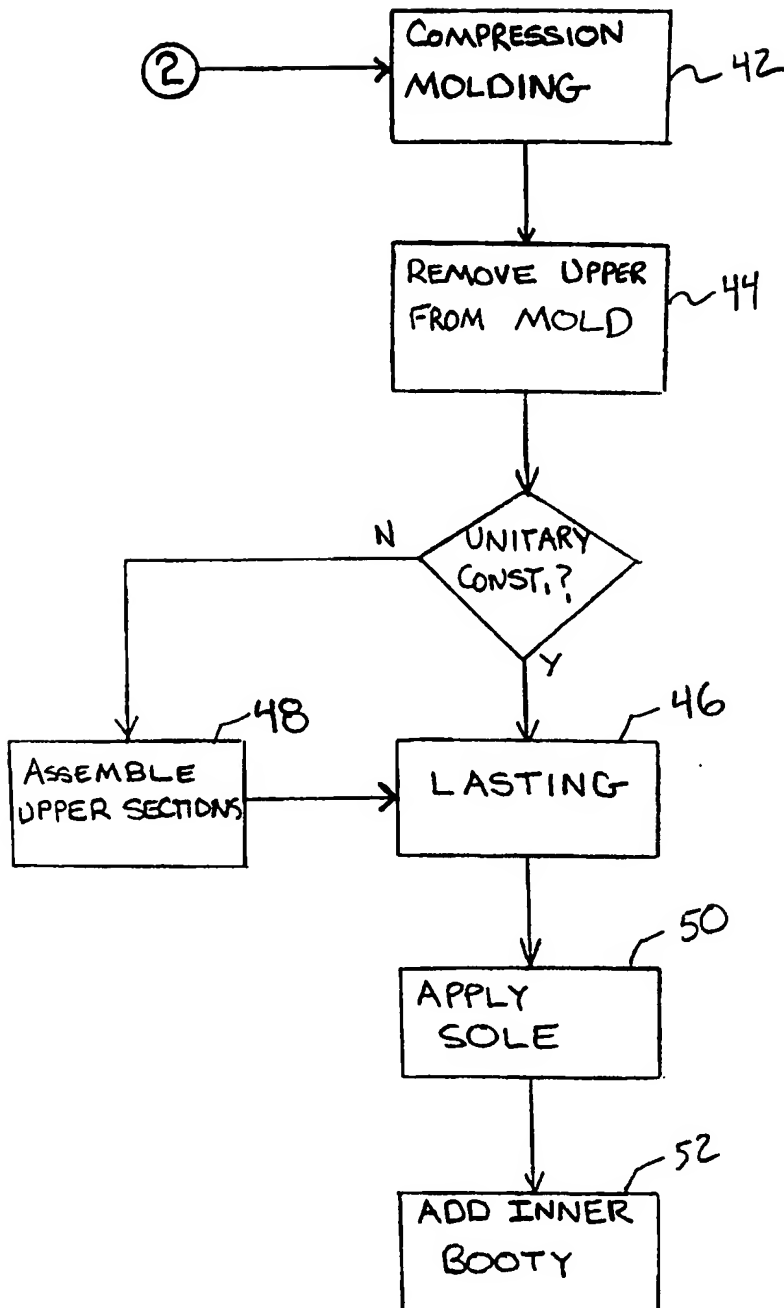 2
COMPRESSION
MOLDING
42
REMOVE UPPER
FROM MOLD
44
UNITARY
CONST.?
N
Y
48
ASSEMBLE
UPPER SECTIONS
46
LASTING
50
APPLY
SOLE
52
ADD INNER
BOOTY